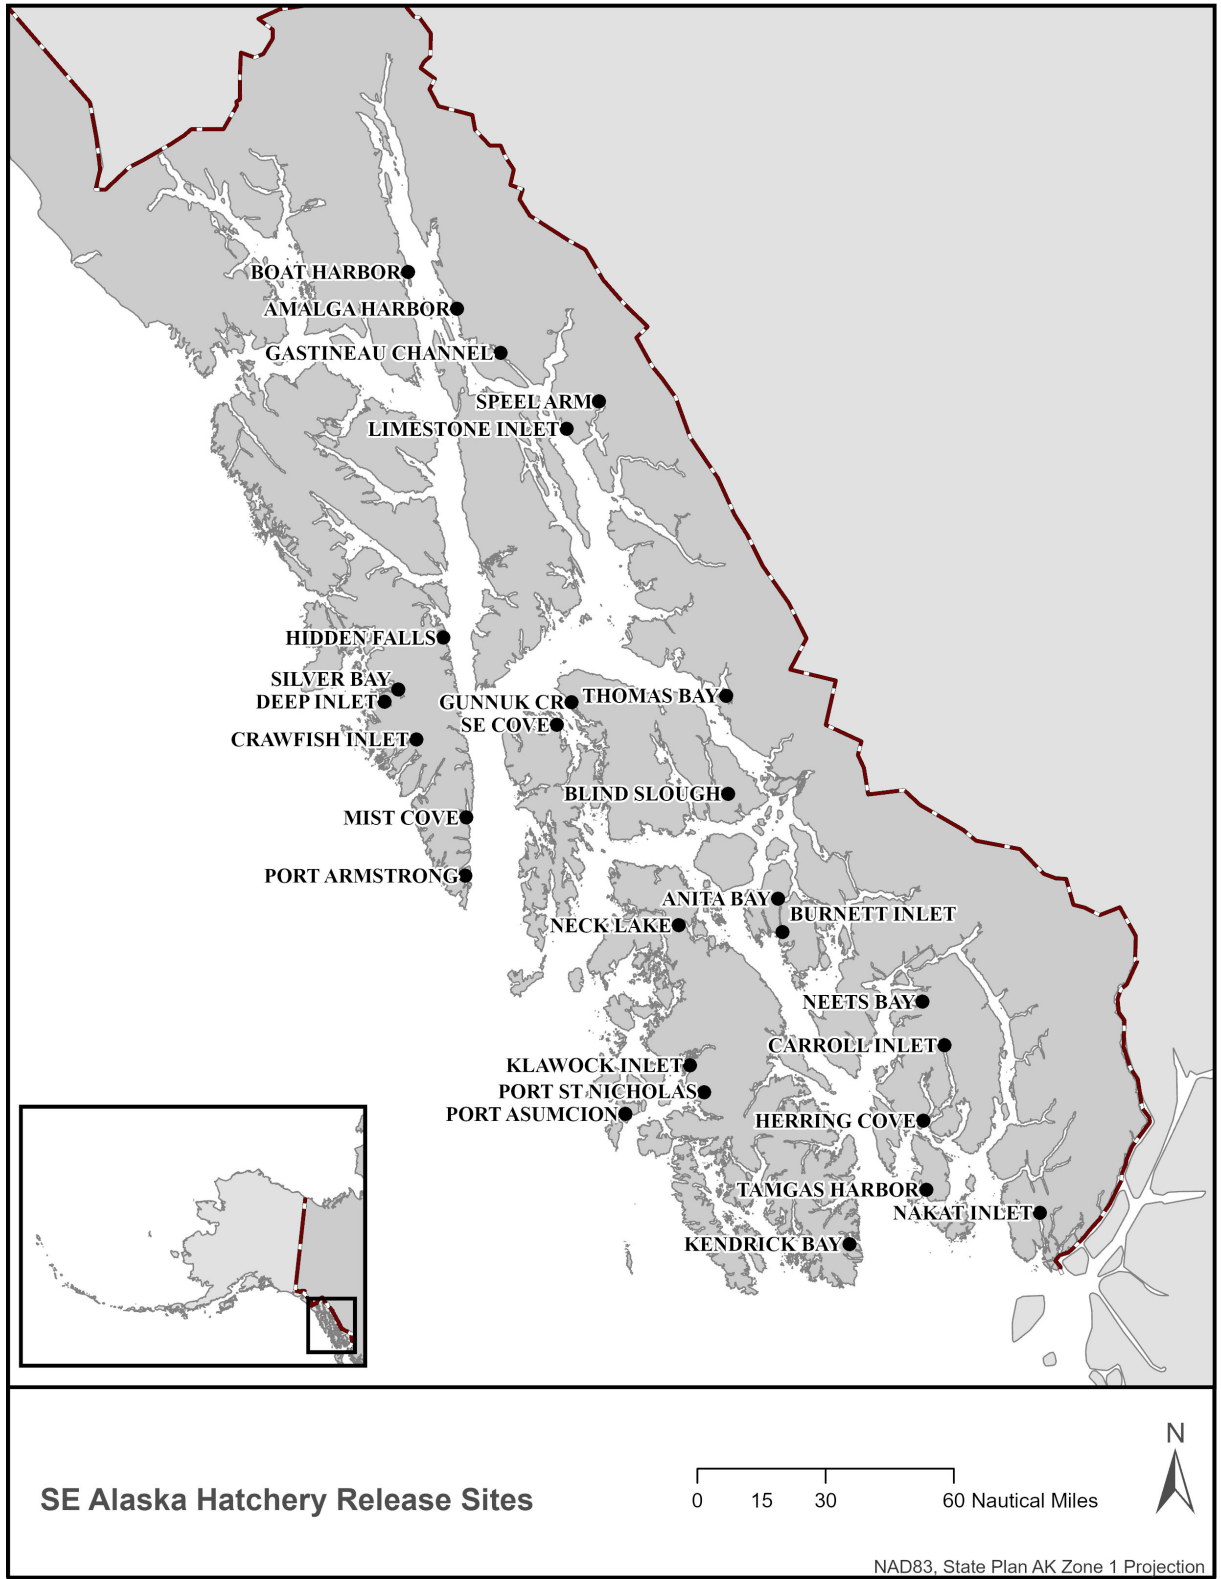 BOAT HARBOR
AMALGA HARBOR
GASTINEAU CHANNEL
SPEEL ARM
LIMESTONE INLET
HIDDEN FALLS
SILVER BAY
DEEP INLET
GUNNUK CR
THOMAS BAY
SE COVE
CRAWFISH INLET
BLIND SLOUGH
MIST COVE
PORT ARMSTRONG
ANITA BAY
BURNETT INLET
NECK LAKE
NEETS BAY
CARROLL INLET
KLAWOCK INLET
PORT ST NICHOLAS
PORT ASUMCION
HERRING COVE
TAMGAS HARBOR
NAKAT INLET
KENDRICK BAY
N
SE Alaska Hatchery Release Sites
0 15 30 60 Nautical Miles
NAD83, State Plan AK Zone 1 Projection